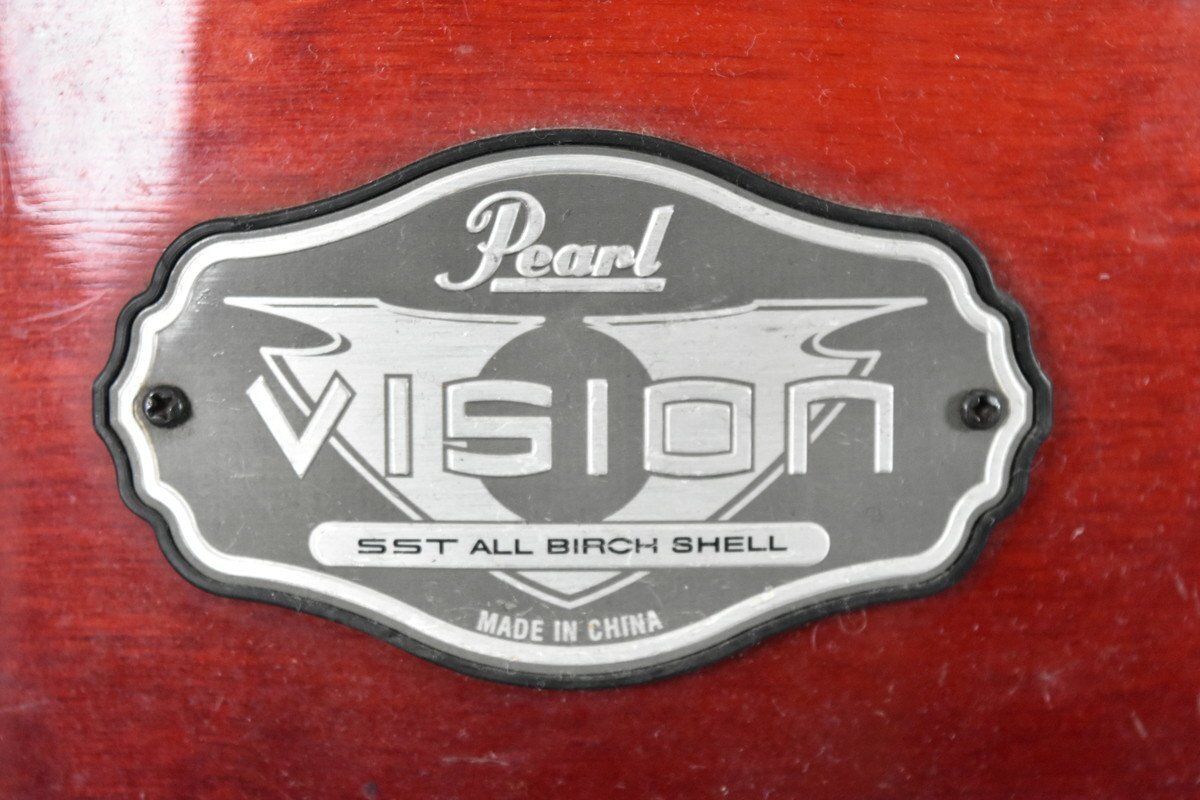 Pearl
VISION
SST ALL BIRCH SHELL
MADE IN CHINA